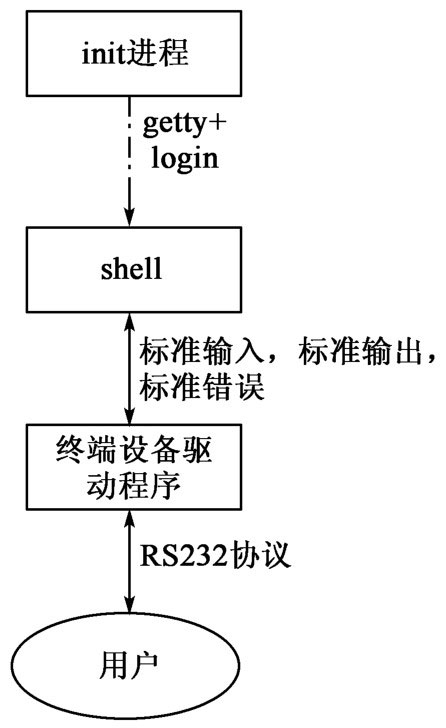 init进程
getty+
login
shell
标准输入，标准输出，
标准错误
终端设备驱
动程序
RS232协议
用户